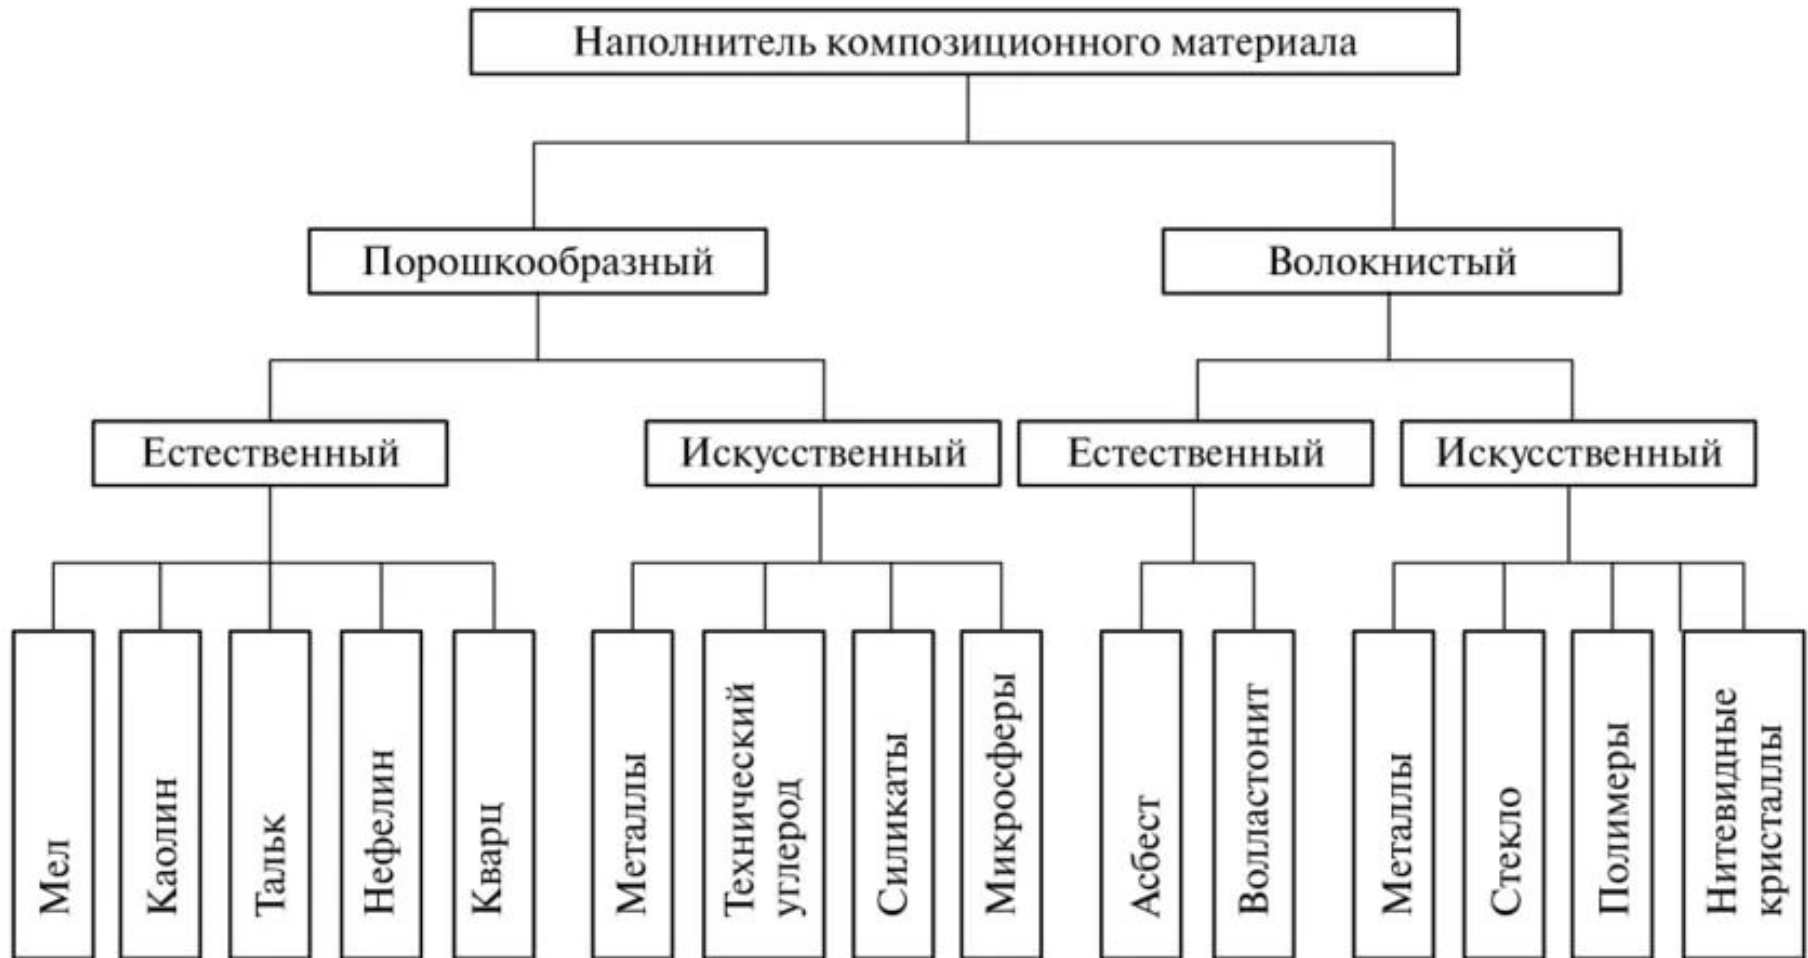 Наполнитель композиционного материала
Порошкообразный
Волокнистый
Естественный
Искусственный
Естественный
Искусственный
Мел
Каолин
Тальк
Нефелин
Кварц
Металлы
Технический
углерод
Силикаты
Микросферы
Асбест
Волластонит
Металлы
Стекло
Полимеры
Нитевидные
кристаллы